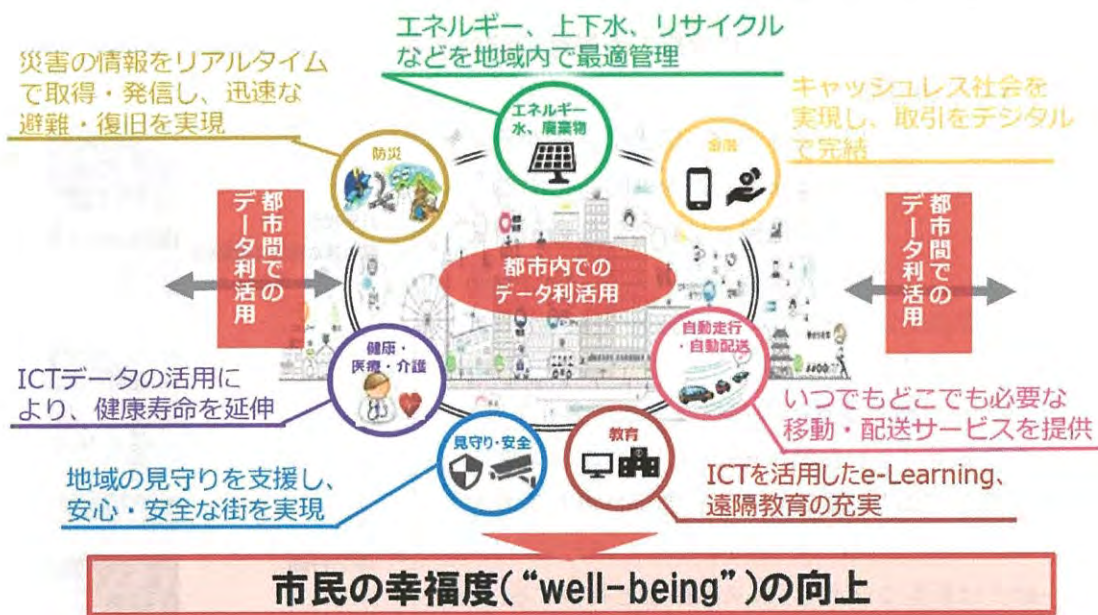 エネルギー、上下水、リサイクル
などを地域内で最適管理
災害の情報をリアルタイム
で取得・発信し、迅速な
避難・復旧を実現
キャッシュレス社会を
実現し、取引をデジタル
で完結
エネルギー
水、廃棄物
防災
金融
都市間での
データ利活用
都市内での
データ利活用
都市間での
データ利活用
健康・
医療・介護
自動走行
・自動配送
ICTデータの活用に
より、健康寿命を延伸
いつでもどこでも必要な
移動・配送サービスを提供
見守り・安全
教育
地域の見守りを支援し、
安心・安全な街を実現
ICTを活用したe-Learning、
遠隔教育の充実
市民の幸福度(“well-being”)の向上